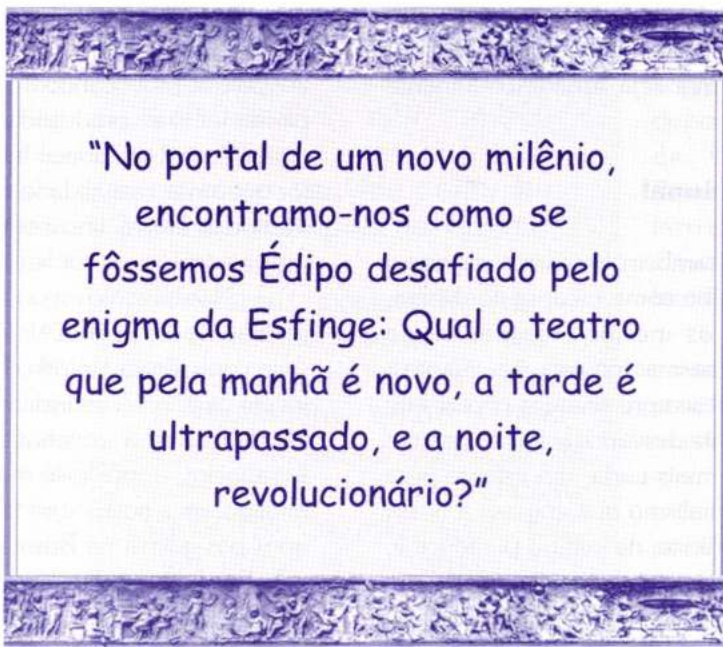 “No portal de um novo milênio,
encontramo-nos como se
fôssemos Édipo desafiado pelo
enigma da Esfinge: Qual o teatro
que pela manhã é novo, a tarde é
ultrapassado, e a noite,
revolucionário?”